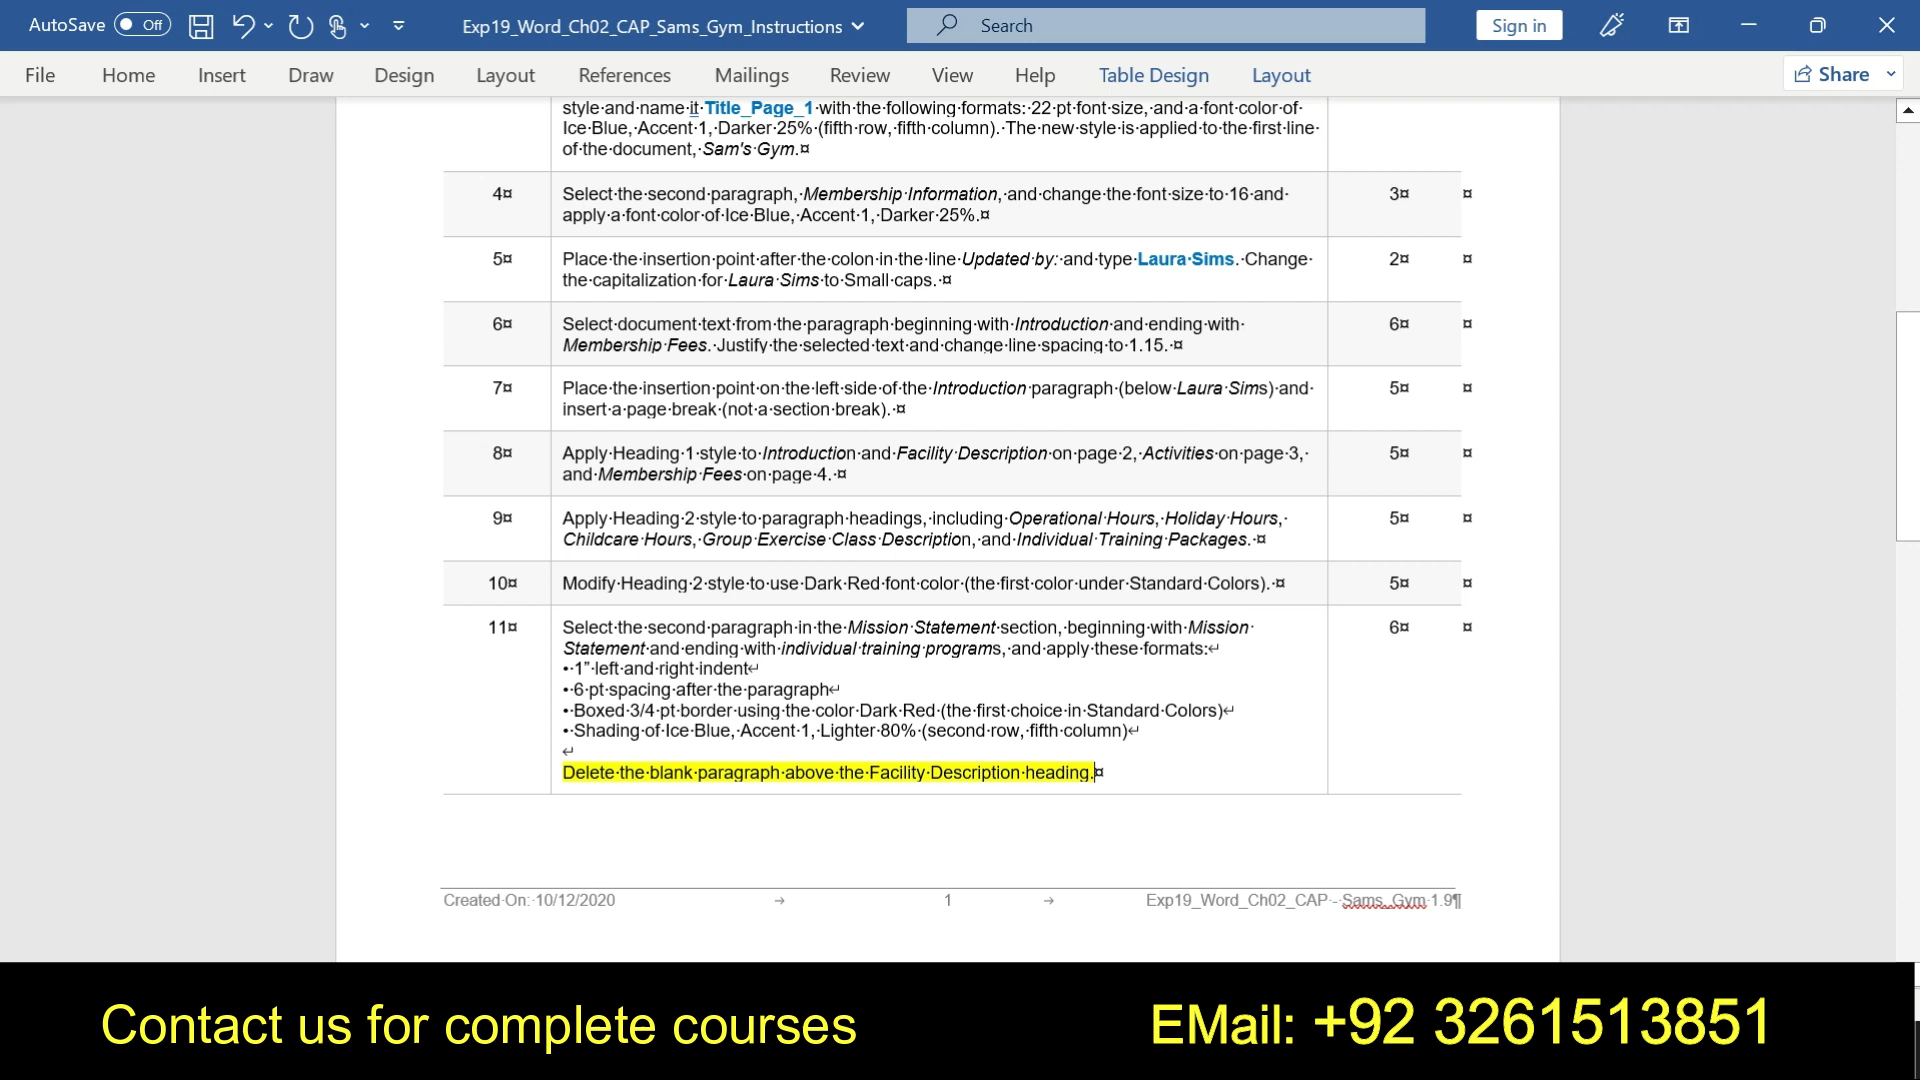 AutoSave Off Exp19_Word_Ch02_CAP_Sams_Gym_Instructions Search Sign in
File Home Insert Draw Design Layout References Mailings Review View Help Table Design Layout Share
style·and·name·it·Title_Page_1·with·the·following·formats:·22·pt·font·size,·and·a·font·color·of·
Ice·Blue,·Accent·1,·Darker·25%·(fifth·row,·fifth·column).·The·new·style·is·applied·to·the·first·line·
of·the·document,·Sam's·Gym.¤
4¤ Select·the·second·paragraph,·Membership·Information,·and·change·the·font·size·to·16·and· 3¤ ¤
apply·a·font·color·of·Ice·Blue,·Accent·1,·Darker·25%.¤
5¤ Place·the·insertion·point·after·the·colon·in·the·line·Updated·by:·and·type·Laura·Sims.·Change· 2¤ ¤
the·capitalization·for·Laura·Sims·to·Small·caps.·¤
6¤ Select·document·text·from·the·paragraph·beginning·with·Introduction·and·ending·with· 6¤ ¤
Membership·Fees.·Justify·the·selected·text·and·change·line·spacing·to·1.15.·¤
7¤ Place·the·insertion·point·on·the·left·side·of·the·Introduction·paragraph·(below·Laura·Sims)·and· 5¤ ¤
insert·a·page·break·(not·a·section·break).·¤
8¤ Apply·Heading·1·style·to·Introduction·and·Facility·Description·on·page·2,·Activities·on·page·3,· 5¤ ¤
and·Membership·Fees·on·page·4.·¤
9¤ Apply·Heading·2·style·to·paragraph·headings,·including·Operational·Hours,·Holiday·Hours,· 5¤ ¤
Childcare·Hours,·Group·Exercise·Class·Description,·and·Individual·Training·Packages.·¤
10¤ Modify·Heading·2·style·to·use·Dark·Red·font·color·(the·first·color·under·Standard·Colors).·¤ 5¤ ¤
11¤ Select·the·second·paragraph·in·the·Mission·Statement·section,·beginning·with·Mission· 6¤ ¤
Statement·and·ending·with·individual·training·programs,·and·apply·these·formats:↵
•·1”·left·and·right·indent↵
•·6·pt·spacing·after·the·paragraph↵
•·Boxed·3/4·pt·border·using·the·color·Dark·Red·(the·first·choice·in·Standard·Colors)↵
•·Shading·of·Ice·Blue,·Accent·1,·Lighter·80%·(second·row,·fifth·column)↵
↵
Delete·the·blank·paragraph·above·the·Facility·Description·heading.¤
Created·On:·10/12/2020 → 1 → Exp19_Word_Ch02_CAP·-·Sams_Gym·1.9¶
Contact us for complete courses EMail: +92 3261513851